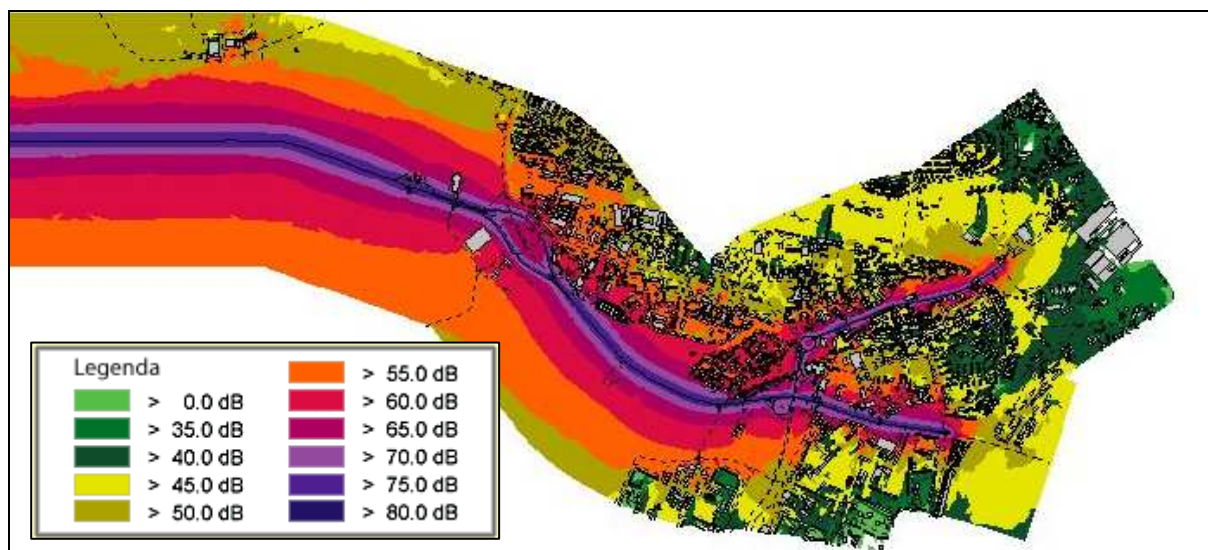 Legenda
> 0.0 dB
> 35.0 dB
> 40.0 dB
> 45.0 dB
> 50.0 dB
> 55.0 dB
> 60.0 dB
> 65.0 dB
> 70.0 dB
> 75.0 dB
> 80.0 dB